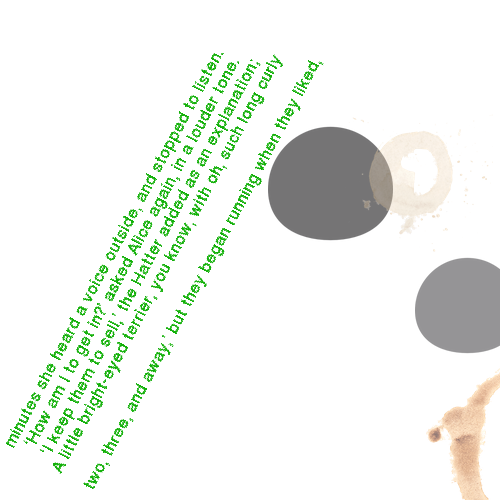 minutes she heard a voice outside, and stopped to listen.
'How am I to get in?' asked Alice again, in a louder tone,
'I keep them to sell,' the Hatter added as an explanation;
A little bright-eyed terrier, you know, with oh, such long curly
two, three, and away,' but they began running when they liked,